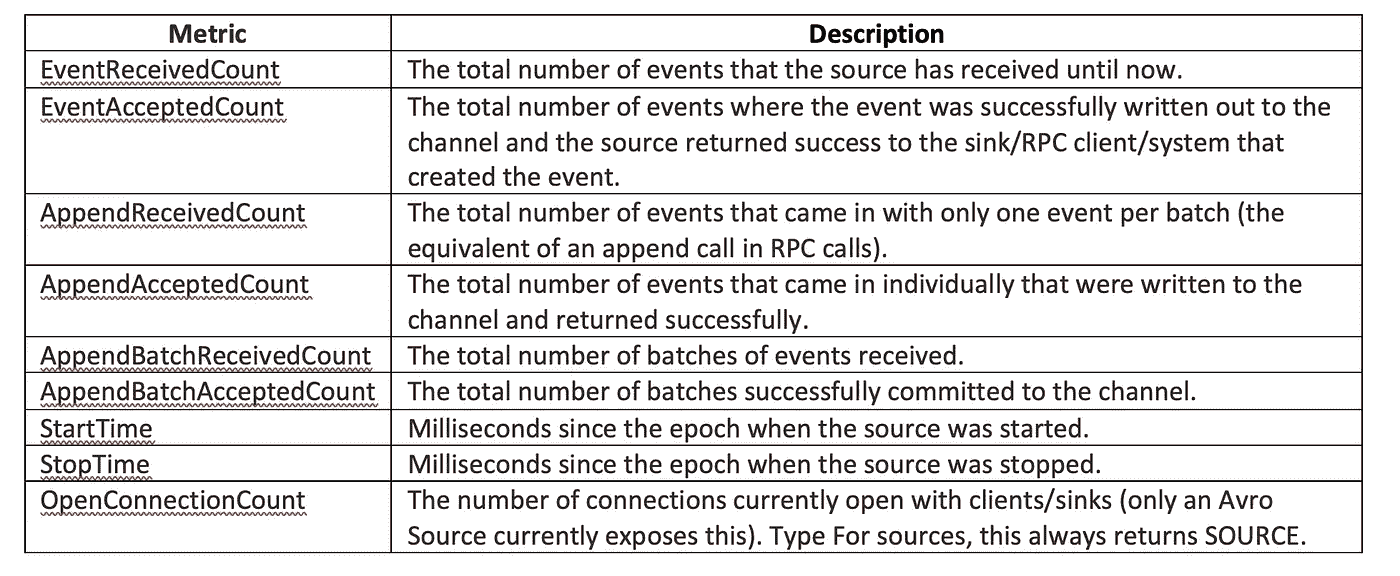 Metric Description
EventReceivedCount The total number of events that the source has received until now.
EventAcceptedCount The total number of events where the event was successfully written out to the
channel and the source returned success to the sink/RPC client/system that
created the event.
AppendReceivedCount The total number of events that came in with only one event per batch (the
equivalent of an append call in RPC calls).
AppendAcceptedCount The total number of events that came in individually that were written to the
channel and returned successfully.
AppendBatchReceivedCount The total number of batches of events received.
AppendBatchAcceptedCount The total number of batches successfully committed to the channel.
StartTime Milliseconds since the epoch when the source was started.
StopTime Milliseconds since the epoch when the source was stopped.
OpenConnectionCount The number of connections currently open with clients/sinks (only an Avro
Source currently exposes this). Type For sources, this always returns SOURCE.